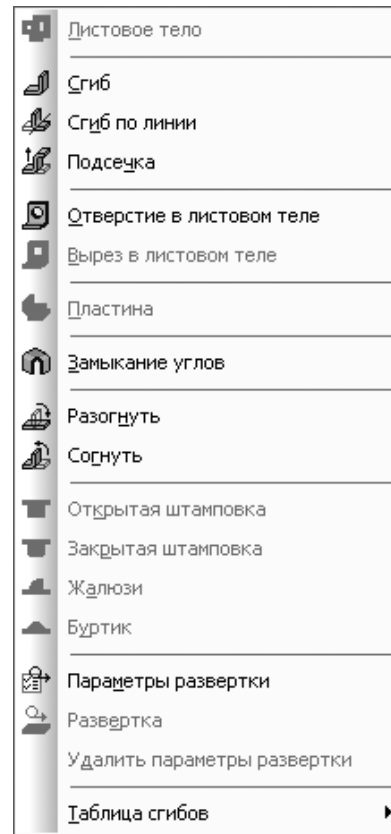 Листовое тело
Сгиб
Сгиб по линии
Подсечка
Отверстие в листовом теле
Вырез в листовом теле
Пластина
Замыкание углов
Разогнуть
Согнуть
Открытая штамповка
Закрытая штамповка
Жалюзи
Буртик
Параметры развертки
Развертка
Удалить параметры развертки
Таблица сгибов